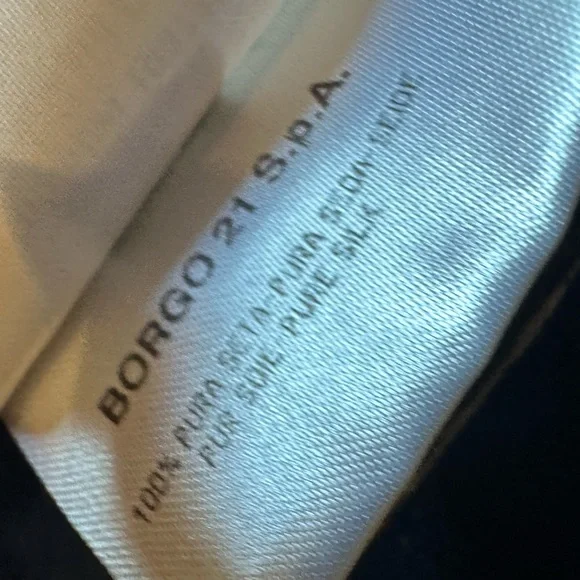 BORGO 21 S.p.A.
100% PURA SETA-PURA SEDA SEIDE
PUR SOIE-PURE SILK